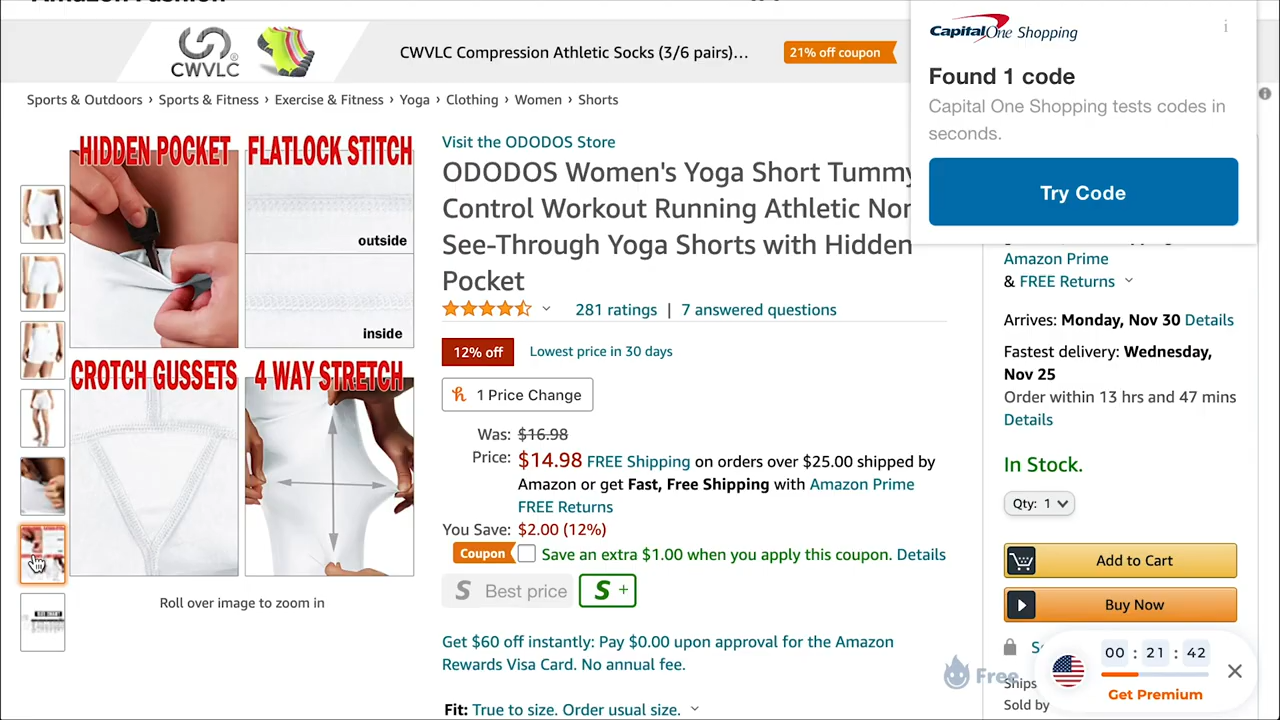 CWVLC
CWVLC Compression Athletic Socks (3/6 pairs)...
21% off coupon
Capital One Shopping
Found 1 code
Capital One Shopping tests codes in
seconds.
Try Code
Sports & Outdoors › Sports & Fitness › Exercise & Fitness › Yoga › Clothing › Women › Shorts
HIDDEN POCKET
FLATLOCK STITCH
outside
inside
CROTCH GUSSETS
4 WAY STRETCH
Roll over image to zoom in
Visit the ODODOS Store
ODODOS Women's Yoga Short Tummy
Control Workout Running Athletic Non
See-Through Yoga Shorts with Hidden
Pocket
281 ratings | 7 answered questions
12% off Lowest price in 30 days
1 Price Change
Was: $16.98
Price: $14.98 FREE Shipping on orders over $25.00 shipped by
Amazon or get Fast, Free Shipping with Amazon Prime
FREE Returns
You Save: $2.00 (12%)
Coupon Save an extra $1.00 when you apply this coupon. Details
S Best price S +
Get $60 off instantly: Pay $0.00 upon approval for the Amazon
Rewards Visa Card. No annual fee.
Fit: True to size. Order usual size.
Amazon Prime
& FREE Returns
Arrives: Monday, Nov 30 Details
Fastest delivery: Wednesday,
Nov 25
Order within 13 hrs and 47 mins
Details
In Stock.
Qty: 1
Add to Cart
Buy Now
Free
Ships
Sold by
00 : 21 : 42
Get Premium